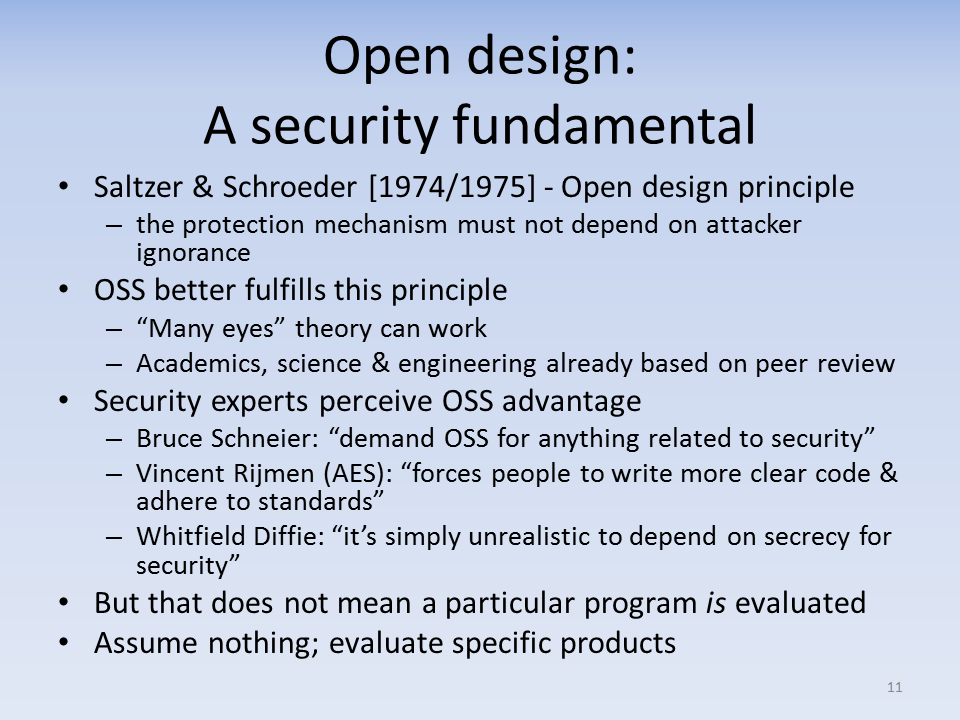 Open design:
A security fundamental
• Saltzer & Schroeder [1974/1975] - Open design principle
– the protection mechanism must not depend on attacker
ignorance
• OSS better fulfills this principle
– “Many eyes” theory can work
– Academics, science & engineering already based on peer review
• Security experts perceive OSS advantage
– Bruce Schneier: “demand OSS for anything related to security”
– Vincent Rijmen (AES): “forces people to write more clear code &
adhere to standards”
– Whitfield Diffie: “it’s simply unrealistic to depend on secrecy for
security”
• But that does not mean a particular program is evaluated
• Assume nothing; evaluate specific products
11